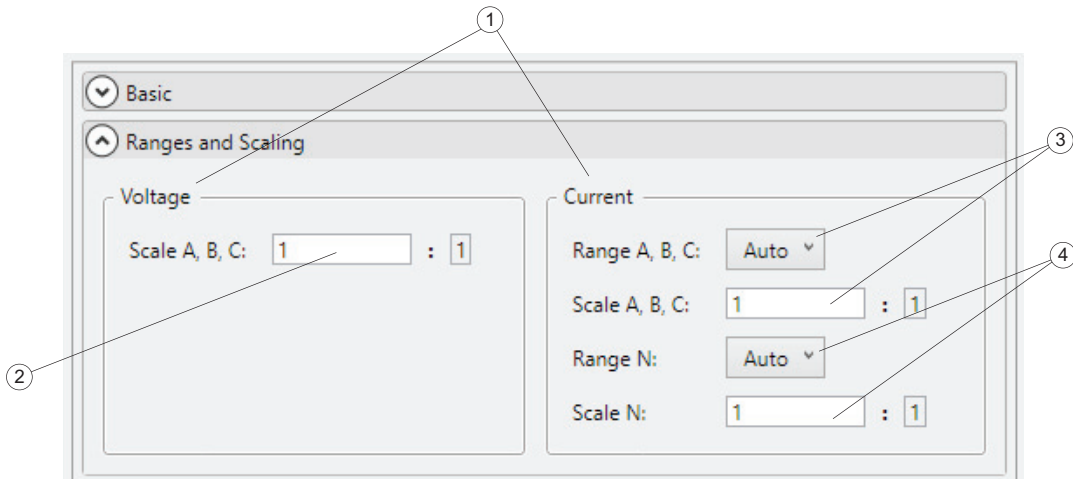 1
Basic
Ranges and Scaling
3
Voltage
Current
Scale A, B, C: 1 : 1
Range A, B, C: Auto
4
Scale A, B, C: 1 : 1
2
Range N: Auto
Scale N: 1 : 1